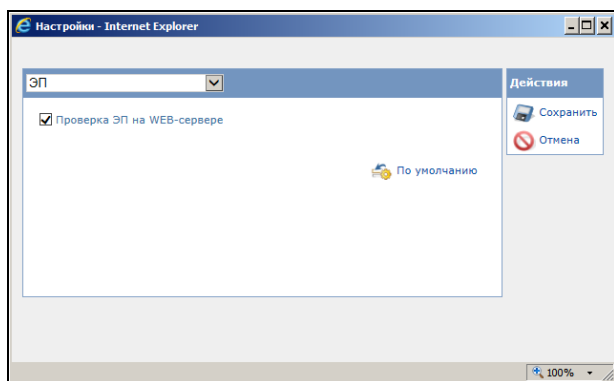 Настройки - Internet Explorer
ЭП
Действия
Проверка ЭП на WEB-сервере
Сохранить
Отмена
По умолчанию
100%